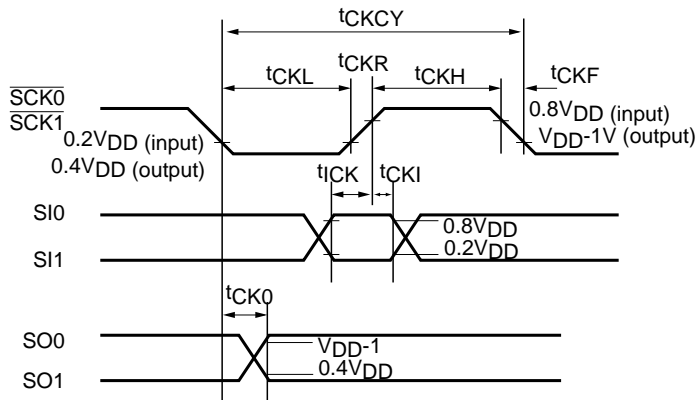 tCKCY
tCKR
tCKL
tCKH
tCKF
SCK0
SCK1
0.8VDD (input)
0.2VDD (input)
VDD-1V (output)
0.4VDD (output)
tICK
tCKI
SI0
0.8VDD
SI1
0.2VDD
tCK0
SO0
VDD-1
SO1
0.4VDD